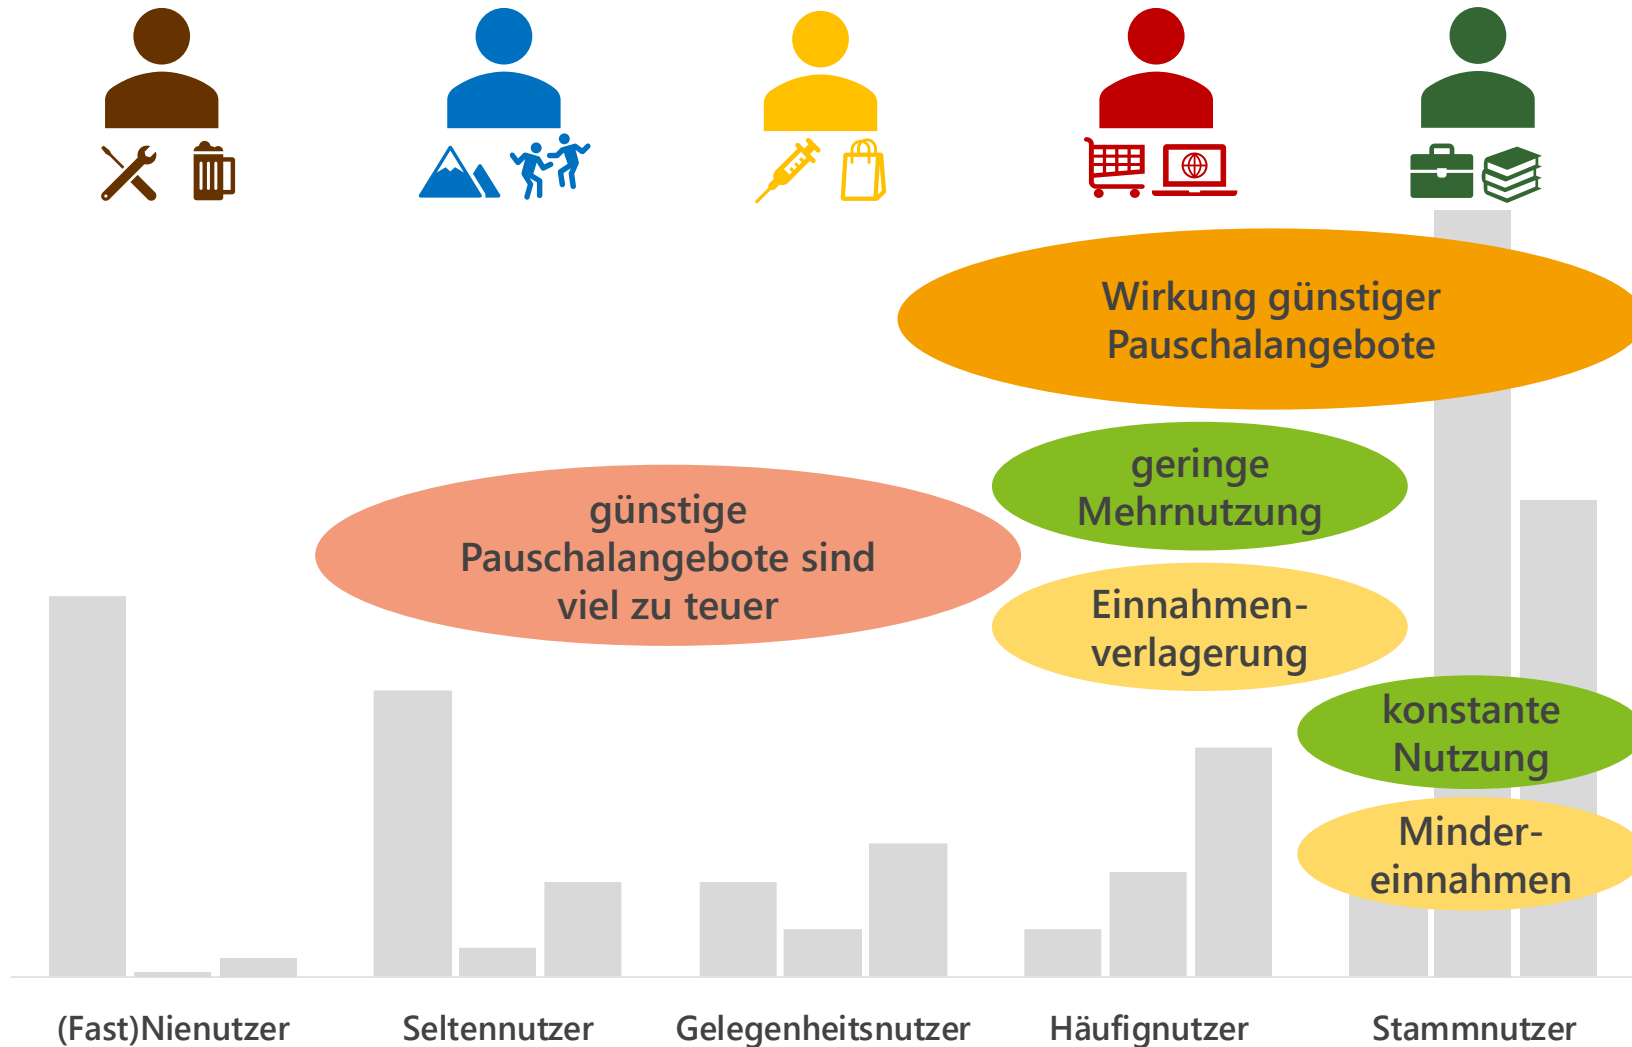 Wirkung günstiger
Pauschalangebote
geringe
Mehrnutzung
günstige
Pauschalangebote sind
viel zu teuer
Einnahmen-
verlagerung
konstante
Nutzung
Minder-
einnahmen
(Fast)Nienutzer
Seltennutzer
Gelegenheitsnutzer
Häufignutzer
Stammnutzer